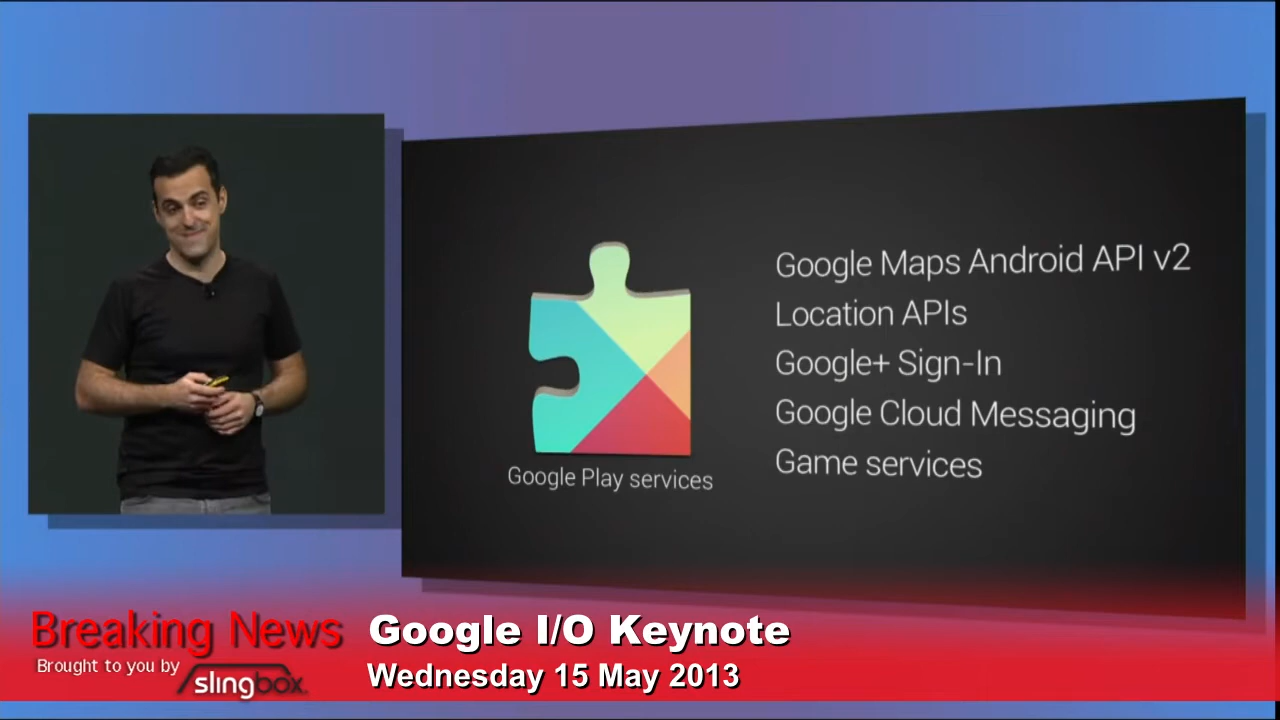 Google Maps Android API v2
Location APIs
Google+ Sign-In
Google Cloud Messaging
Game services
Google Play services
Breaking News
Brought to you by
slingbox
Google I/O Keynote
Wednesday 15 May 2013